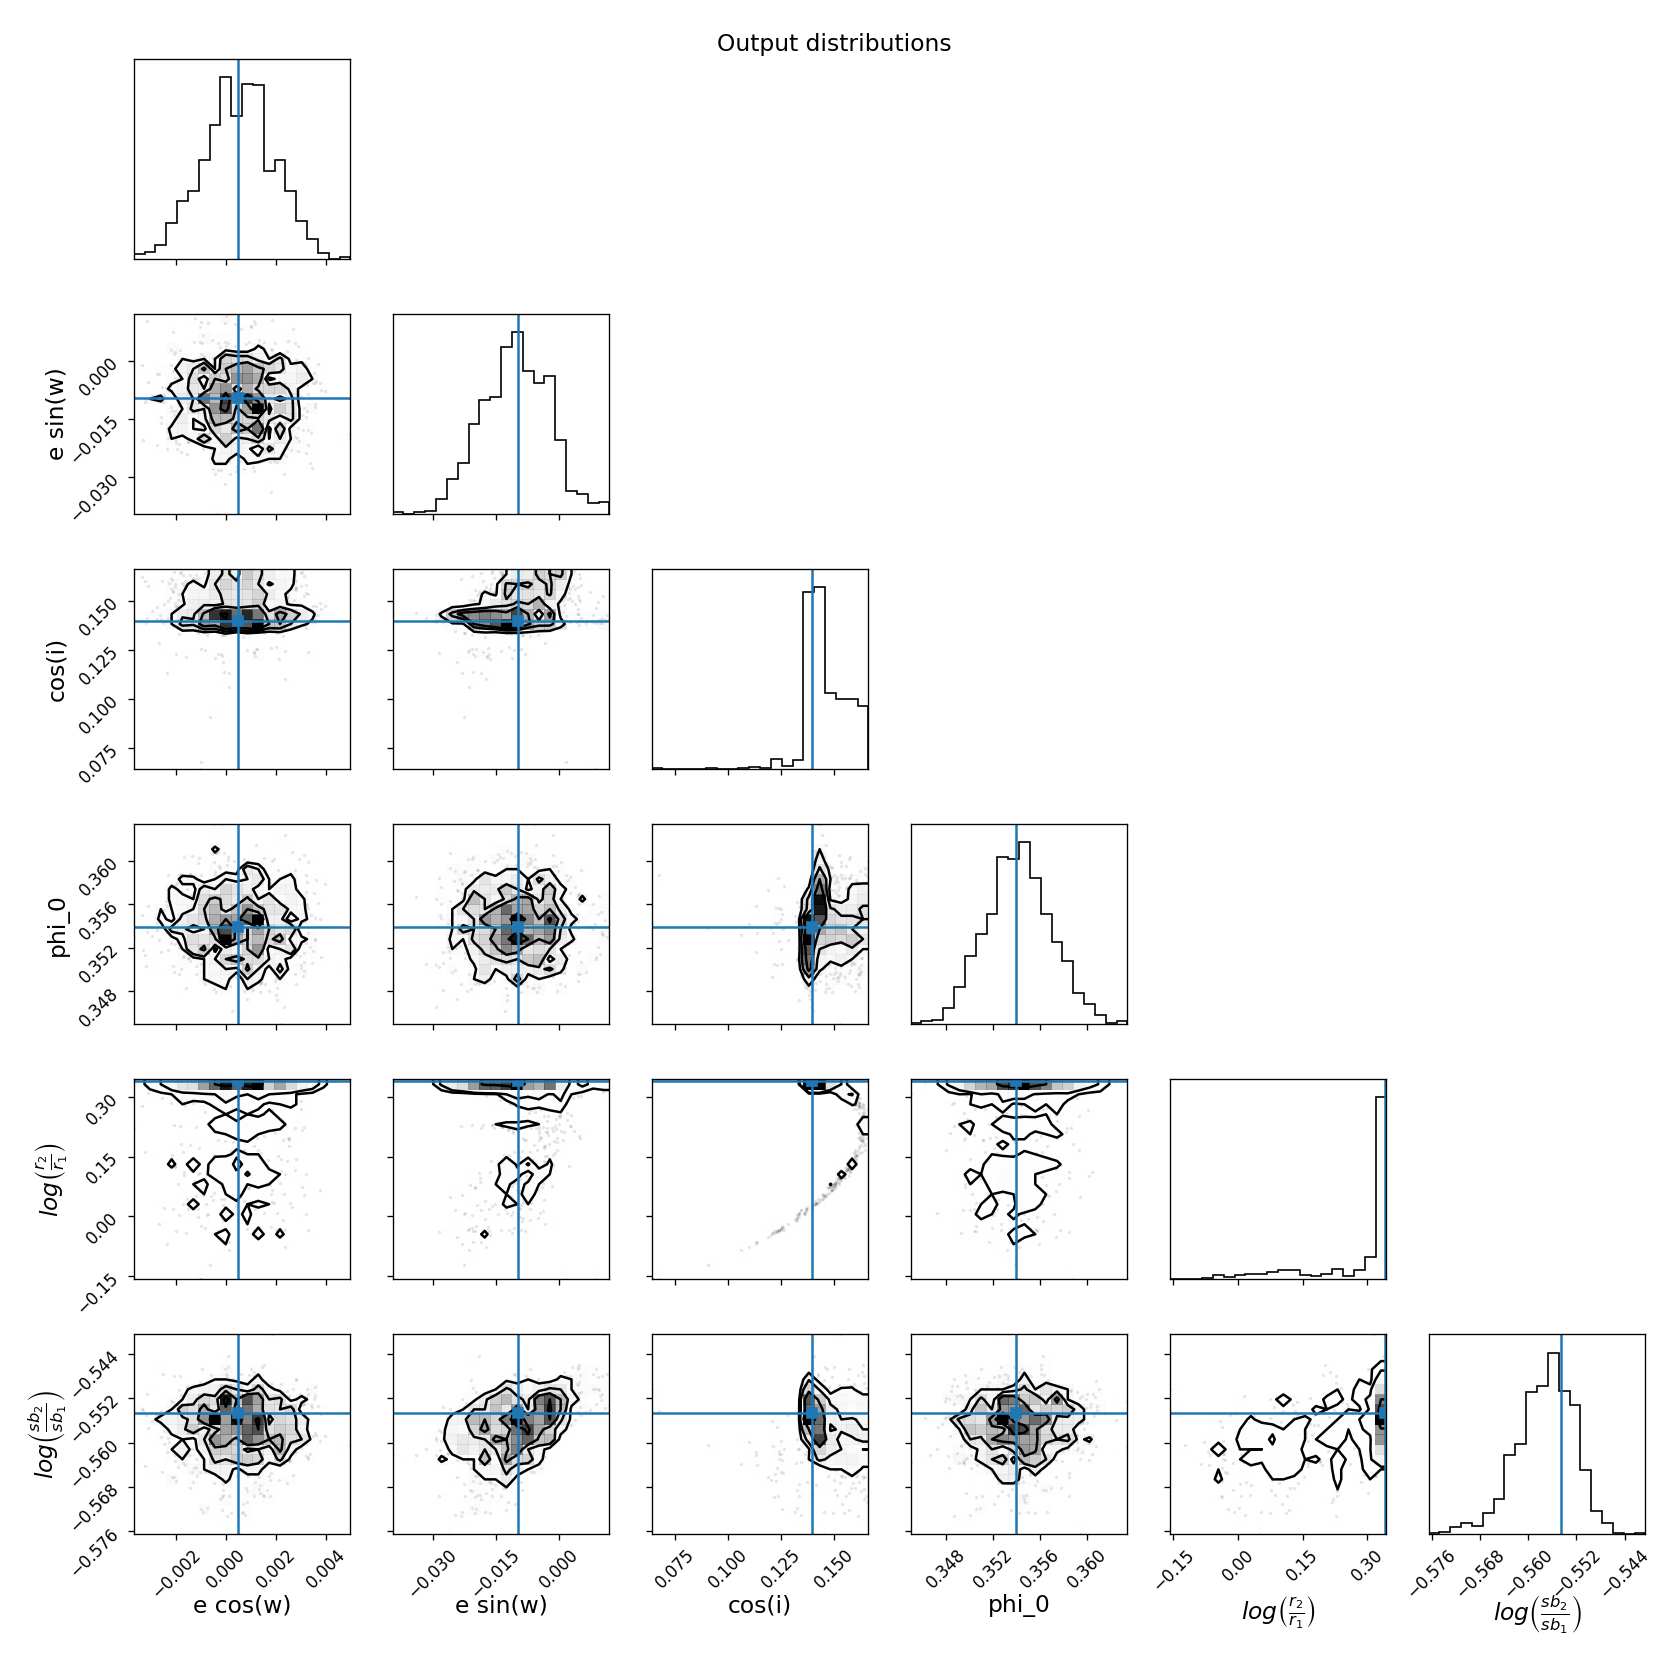 Output distributions
e sin(w)
0.000
−0.015
−0.030
cos(i)
0.150
0.125
0.100
0.075
phi_0
0.360
0.356
0.352
0.348
log(r₂/r₁)
0.30
0.15
0.00
−0.15
log(sb₂/sb₁)
−0.544
−0.552
−0.560
−0.568
−0.576
−0.002 0.000 0.002 0.004
−0.030 −0.015 0.000
0.075 0.100 0.125 0.150
0.348 0.352 0.356 0.360
−0.15 0.00 0.15 0.30
−0.576 −0.568 −0.560 −0.552 −0.544
e cos(w) e sin(w) cos(i) phi_0 log(r₂/r₁) log(sb₂/sb₁)